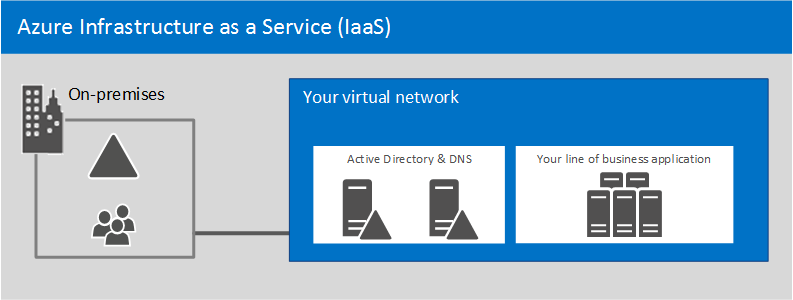 Azure Infrastructure as a Service (IaaS)
On-premises
Your virtual network
Active Directory & DNS
Your line of business application